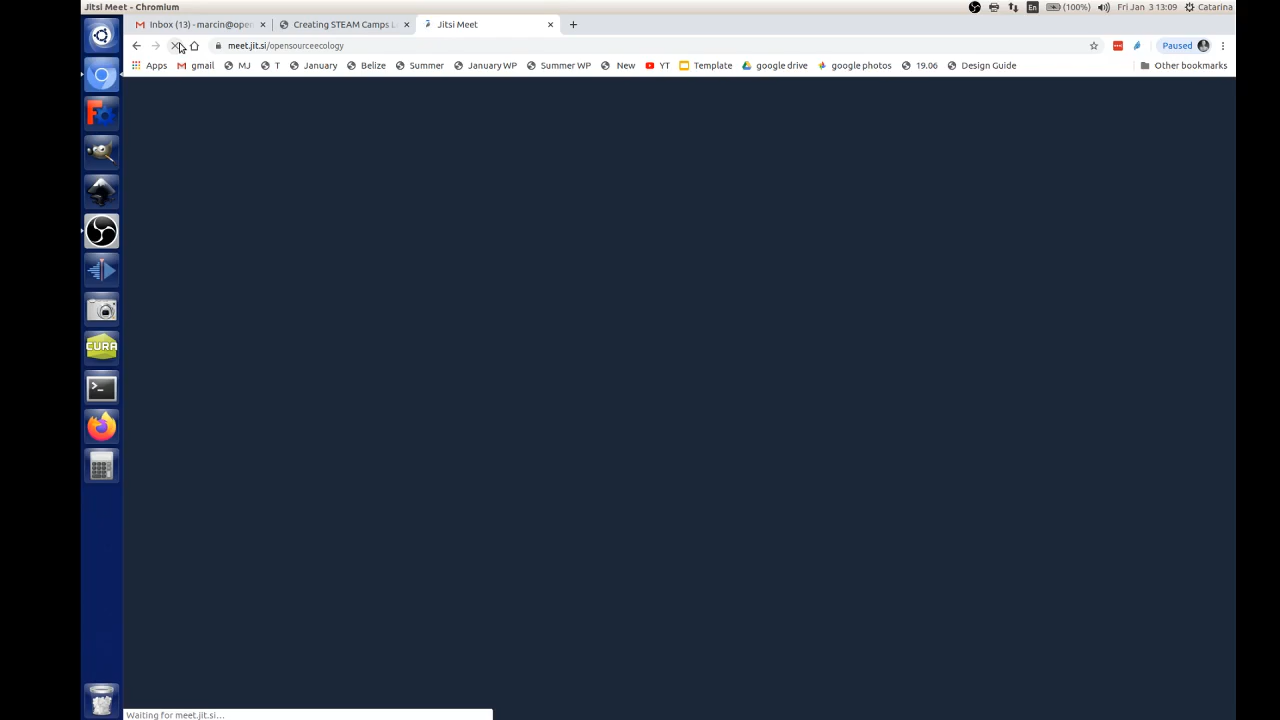 Jitsi Meet - Chromium
En (100%) Fri Jan 3 13:09 Catarina
Inbox (13) - marcin@open
Creating STEAM Camps L
Jitsi Meet
meet.jit.si/opensourceecology
Paused
Apps gmail MJ T January Belize Summer January WP Summer WP New YT Template google drive google photos 19.06 Design Guide Other bookmarks
CURA
>_
Waiting for meet.jit.si...